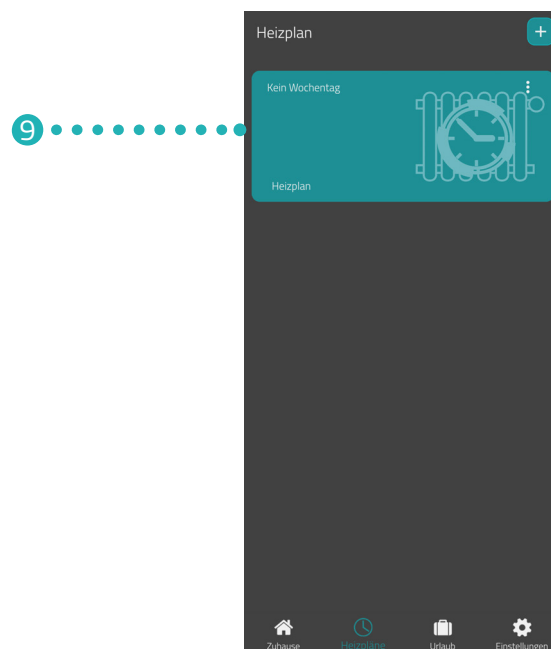 Heizplan
+
Kein Wochentag
9
Heizplan
Zuhause
Heizpläne
Urlaub
Einstellungen